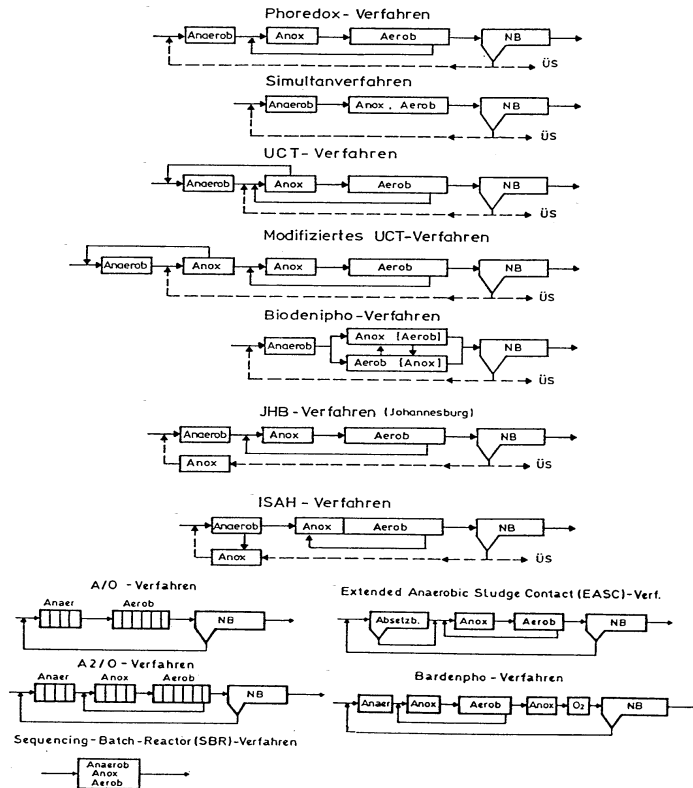 Phoredox-Verfahren
Anaerob Anox Aerob NB
ÜS
Simultanverfahren
Anaerob Anox, Aerob NB
ÜS
UCT-Verfahren
Anaerob Anox Aerob NB
ÜS
Modifiziertes UCT-Verfahren
Anaerob Anox Anox Aerob NB
ÜS
Biodenipho-Verfahren
Anox [Aerob]
Anaerob NB
Aerob [Anox]
ÜS
JHB-Verfahren (Johannesburg)
Anaerob Anox Aerob NB
Anox ÜS
ISAH-Verfahren
Anaerob Anox Aerob NB
Anox ÜS
A/O -Verfahren
Anaer Aerob
NB
Extended Anaerobic Sludge Contact (EASC)-Verf.
Absetzb. Anox Aerob NB
A2/O-Verfahren
Anaer Anox Aerob
NB
Bardenpho-Verfahren
Anaer Anox Aerob Anox O₂ NB
Sequencing-Batch-Reactor (SBR)-Verfahren
Anaerob
Anox
Aerob